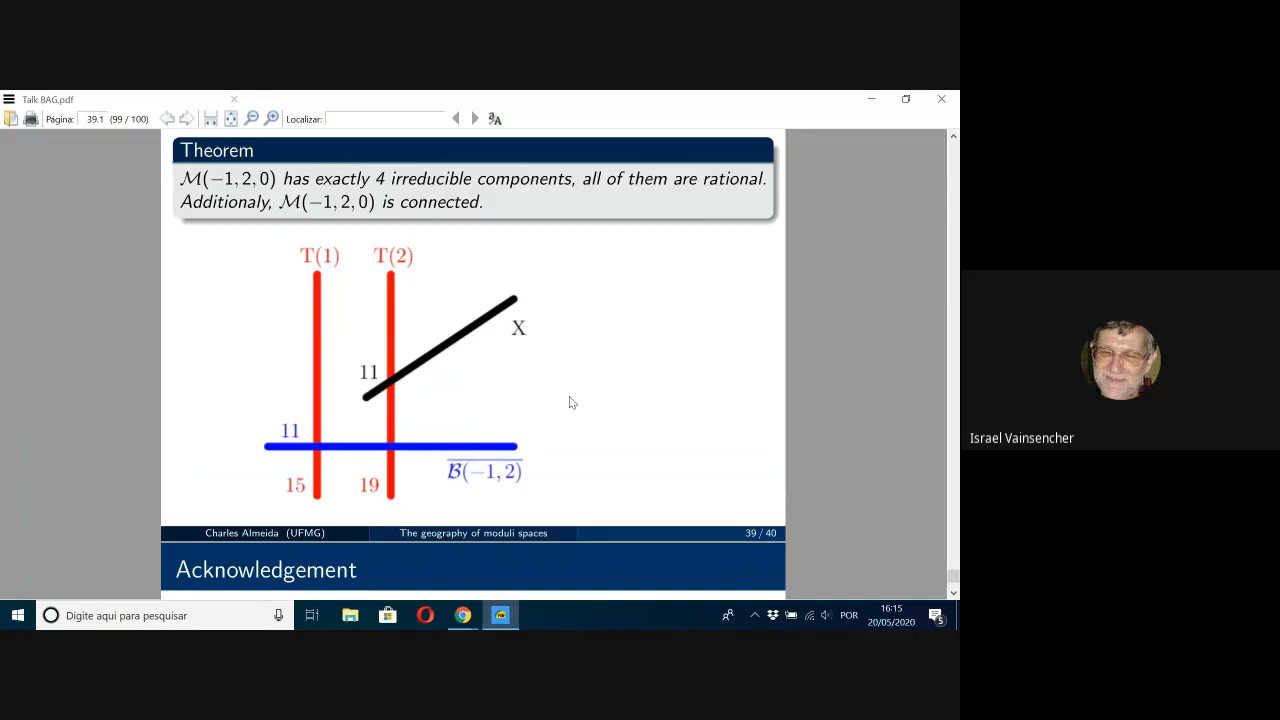 Talk BAG.pdf
Página: 39.1 (99 / 100) Localizar:
Theorem
M(−1, 2, 0) has exactly 4 irreducible components, all of them are rational.
Additionaly, M(−1, 2, 0) is connected.
T(1) T(2)
X
11
11
B(−1, 2)
15 19
Charles Almeida (UFMG) The geography of moduli spaces 39 / 40
Acknowledgement
Israel Vainsencher
Digite aqui para pesquisar
POR
16:15
20/05/2020
5